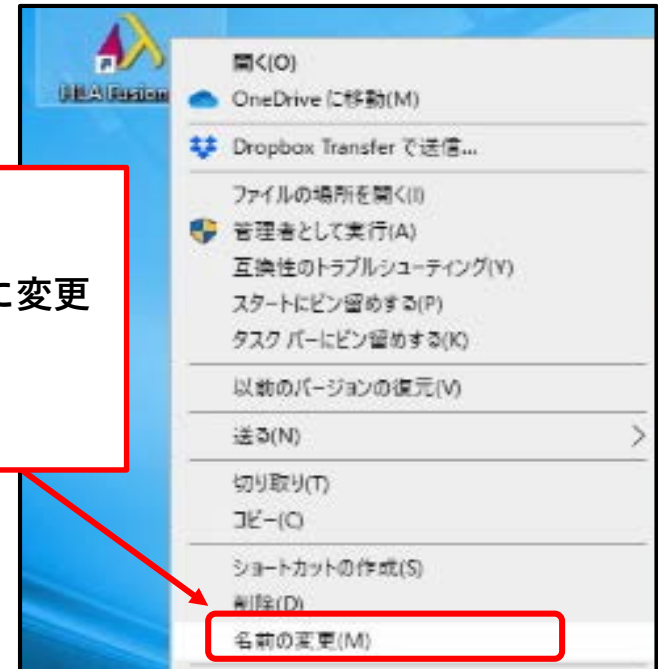 HLA Fusion
開く(O)
OneDrive に移動(M)
Dropbox Transfer で送信...
ファイルの場所を開く(I)
管理者として実行(A)
互換性のトラブルシューティング(Y)
スタートにピン留めする(P)
タスク バーにピン留めする(K)
以前のバージョンの復元(V)
送る(N)
切り取り(T)
コピー(C)
ショートカットの作成(S)
削除(D)
名前の変更(M)
に変更